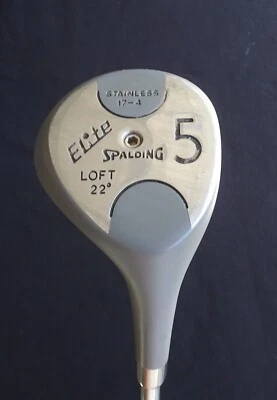 STAINLESS
17-4
Elite
5
SPALDING
LOFT
22°